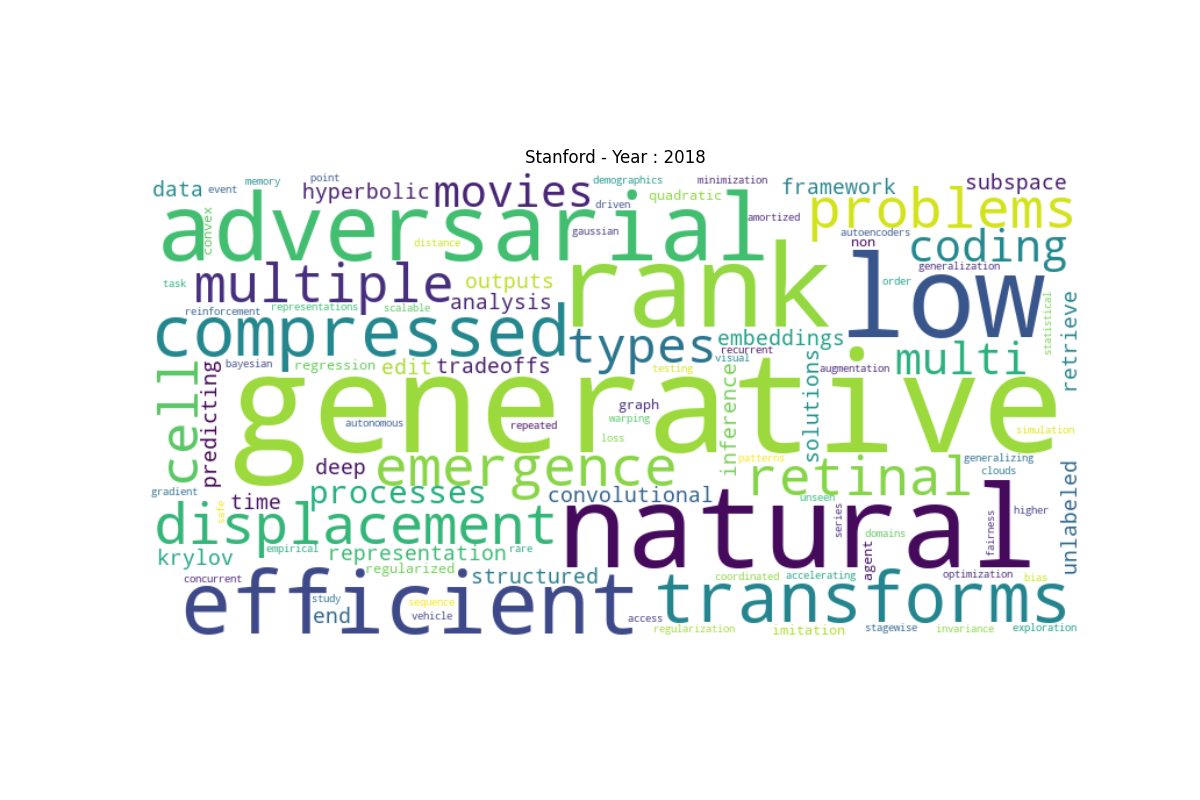 Stanford - Year : 2018
data
event
memory
point
hyperbolic
movies
demographics
driven
quadratic
minimization
framework
subspace
adversarial
convex
distance
gaussian
amortized
problems
autoencoders
non
coding
generalization
task
multiple
outputs
rank
low
order
reinforcement
representations
scalable
analysis
statistical
retrieve
compressed
types
embeddings
recurrent
visual
multi
bayesian
regression
edit
tradeoffs
testing
augmentation
cell
predicting
generative
graph
warping
loss
inference
solutions
autonomous
repeated
simulation
deep
emergence
patterns
retinal
generalizing
clouds
gradient
safe
time
processes
convolutional
unseen
series
higher
unlabeled
displacement
natural
domains
fairness
krylov
empirical
representation
rare
agent
regularized
concurrent
structured
coordinated
accelerating
optimization
bias
efficient
study
end
sequence
vehicle
access
transforms
regularization
imitation
stagewise
invariance
exploration